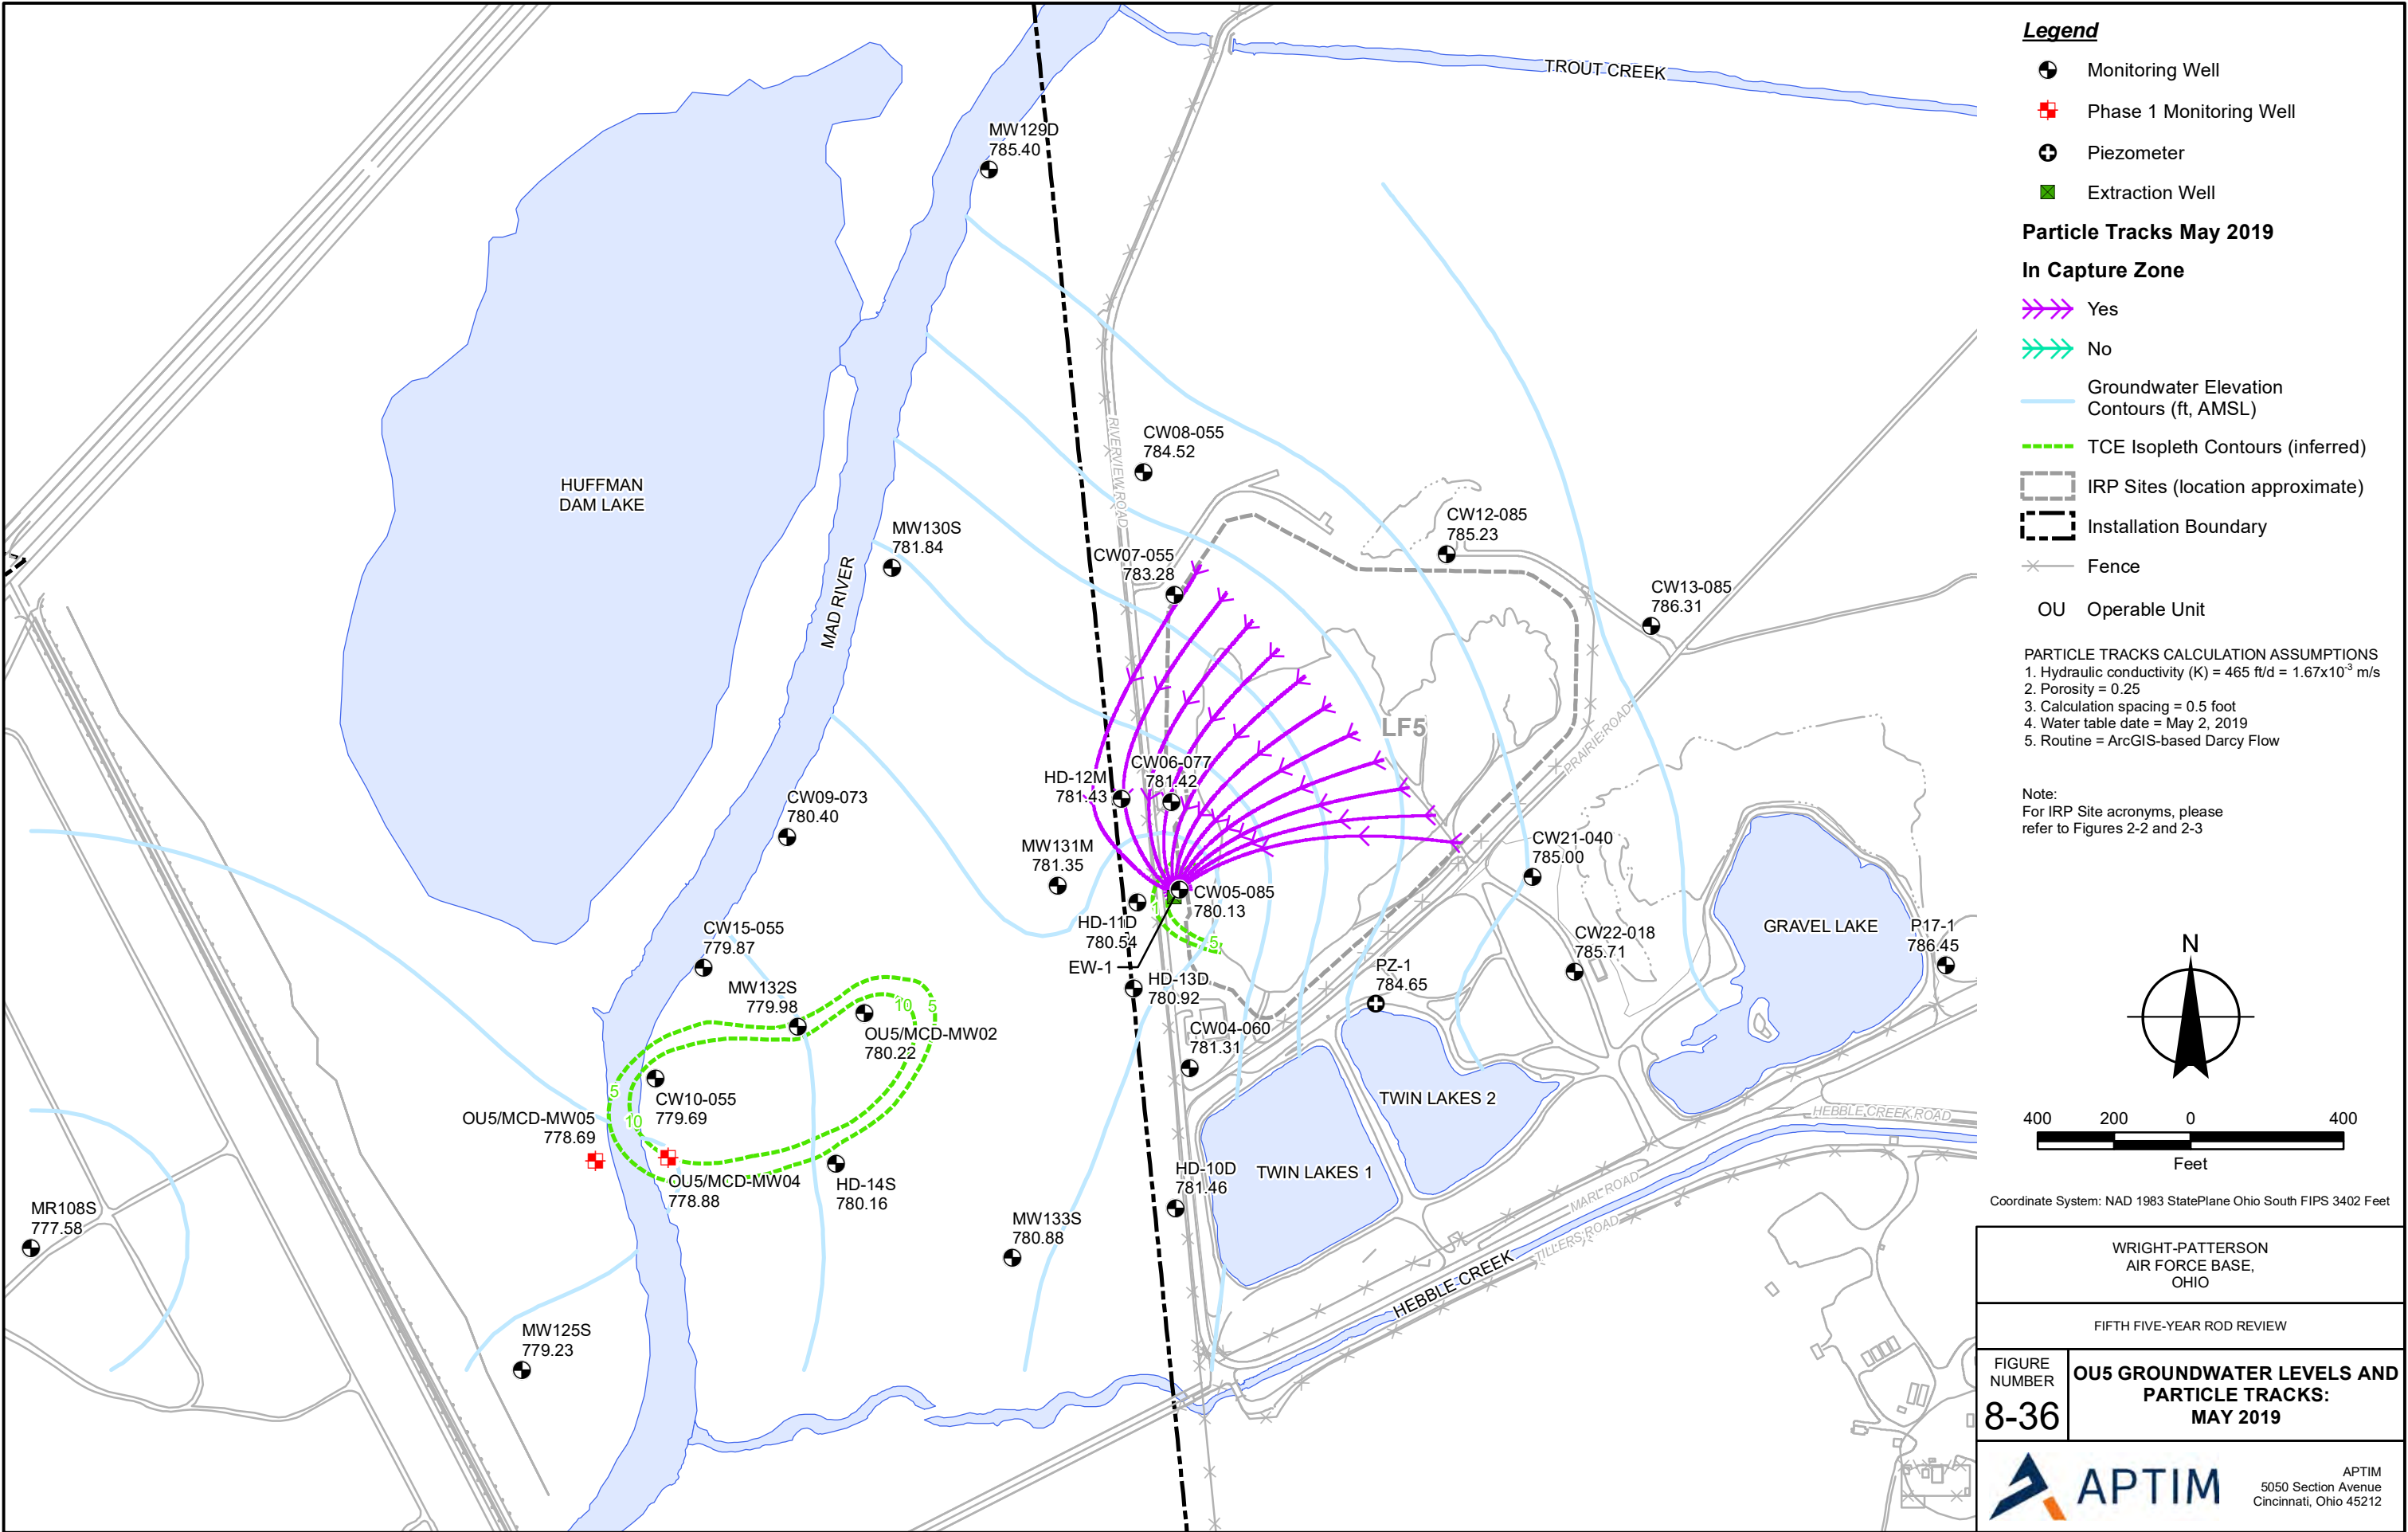 TROUT CREEK
MW129D
785.40
HUFFMAN
DAM LAKE
MAD RIVER
RIVERVIEW ROAD
CW08-055
784.52
MW130S
781.84
CW07-055
783.28
CW12-085
785.23
CW13-085
786.31
LF5
PRAIRIE ROAD
CW06-077
781.42
HD-12M
781.43
CW09-073
780.40
MW131M
781.35
CW21-040
785.00
CW05-085
780.13
HD-11D
780.54
5
EW-1
CW15-055
779.87
CW22-018
785.71
GRAVEL LAKE
P17-1
786.45
PZ-1
784.65
HD-13D
780.92
MW132S
779.98
10
5
OU5/MCD-MW02
780.22
CW04-060
781.31
5
10
CW10-055
779.69
OU5/MCD-MW05
778.69
TWIN LAKES 2
HEBBLE CREEK ROAD
OU5/MCD-MW04
778.88
HD-14S
780.16
HD-10D
781.46
TWIN LAKES 1
MARL ROAD
TILLERS ROAD
HEBBLE CREEK
MR108S
777.58
MW133S
780.88
MW125S
779.23
Legend
Monitoring Well
Phase 1 Monitoring Well
Piezometer
Extraction Well
Particle Tracks May 2019
In Capture Zone
Yes
No
Groundwater Elevation
Contours (ft, AMSL)
TCE Isopleth Contours (inferred)
IRP Sites (location approximate)
Installation Boundary
Fence
OU Operable Unit
PARTICLE TRACKS CALCULATION ASSUMPTIONS
1. Hydraulic conductivity (K) = 465 ft/d = 1.67x10-3 m/s
2. Porosity = 0.25
3. Calculation spacing = 0.5 foot
4. Water table date = May 2, 2019
5. Routine = ArcGIS-based Darcy Flow
Note:
For IRP Site acronyms, please
refer to Figures 2-2 and 2-3
N
400 200 0 400
Feet
Coordinate System: NAD 1983 StatePlane Ohio South FIPS 3402 Feet
WRIGHT-PATTERSON
AIR FORCE BASE,
OHIO
FIFTH FIVE-YEAR ROD REVIEW
FIGURE
NUMBER
8-36
OU5 GROUNDWATER LEVELS AND
PARTICLE TRACKS:
MAY 2019
APTIM
APTIM
5050 Section Avenue
Cincinnati, Ohio 45212